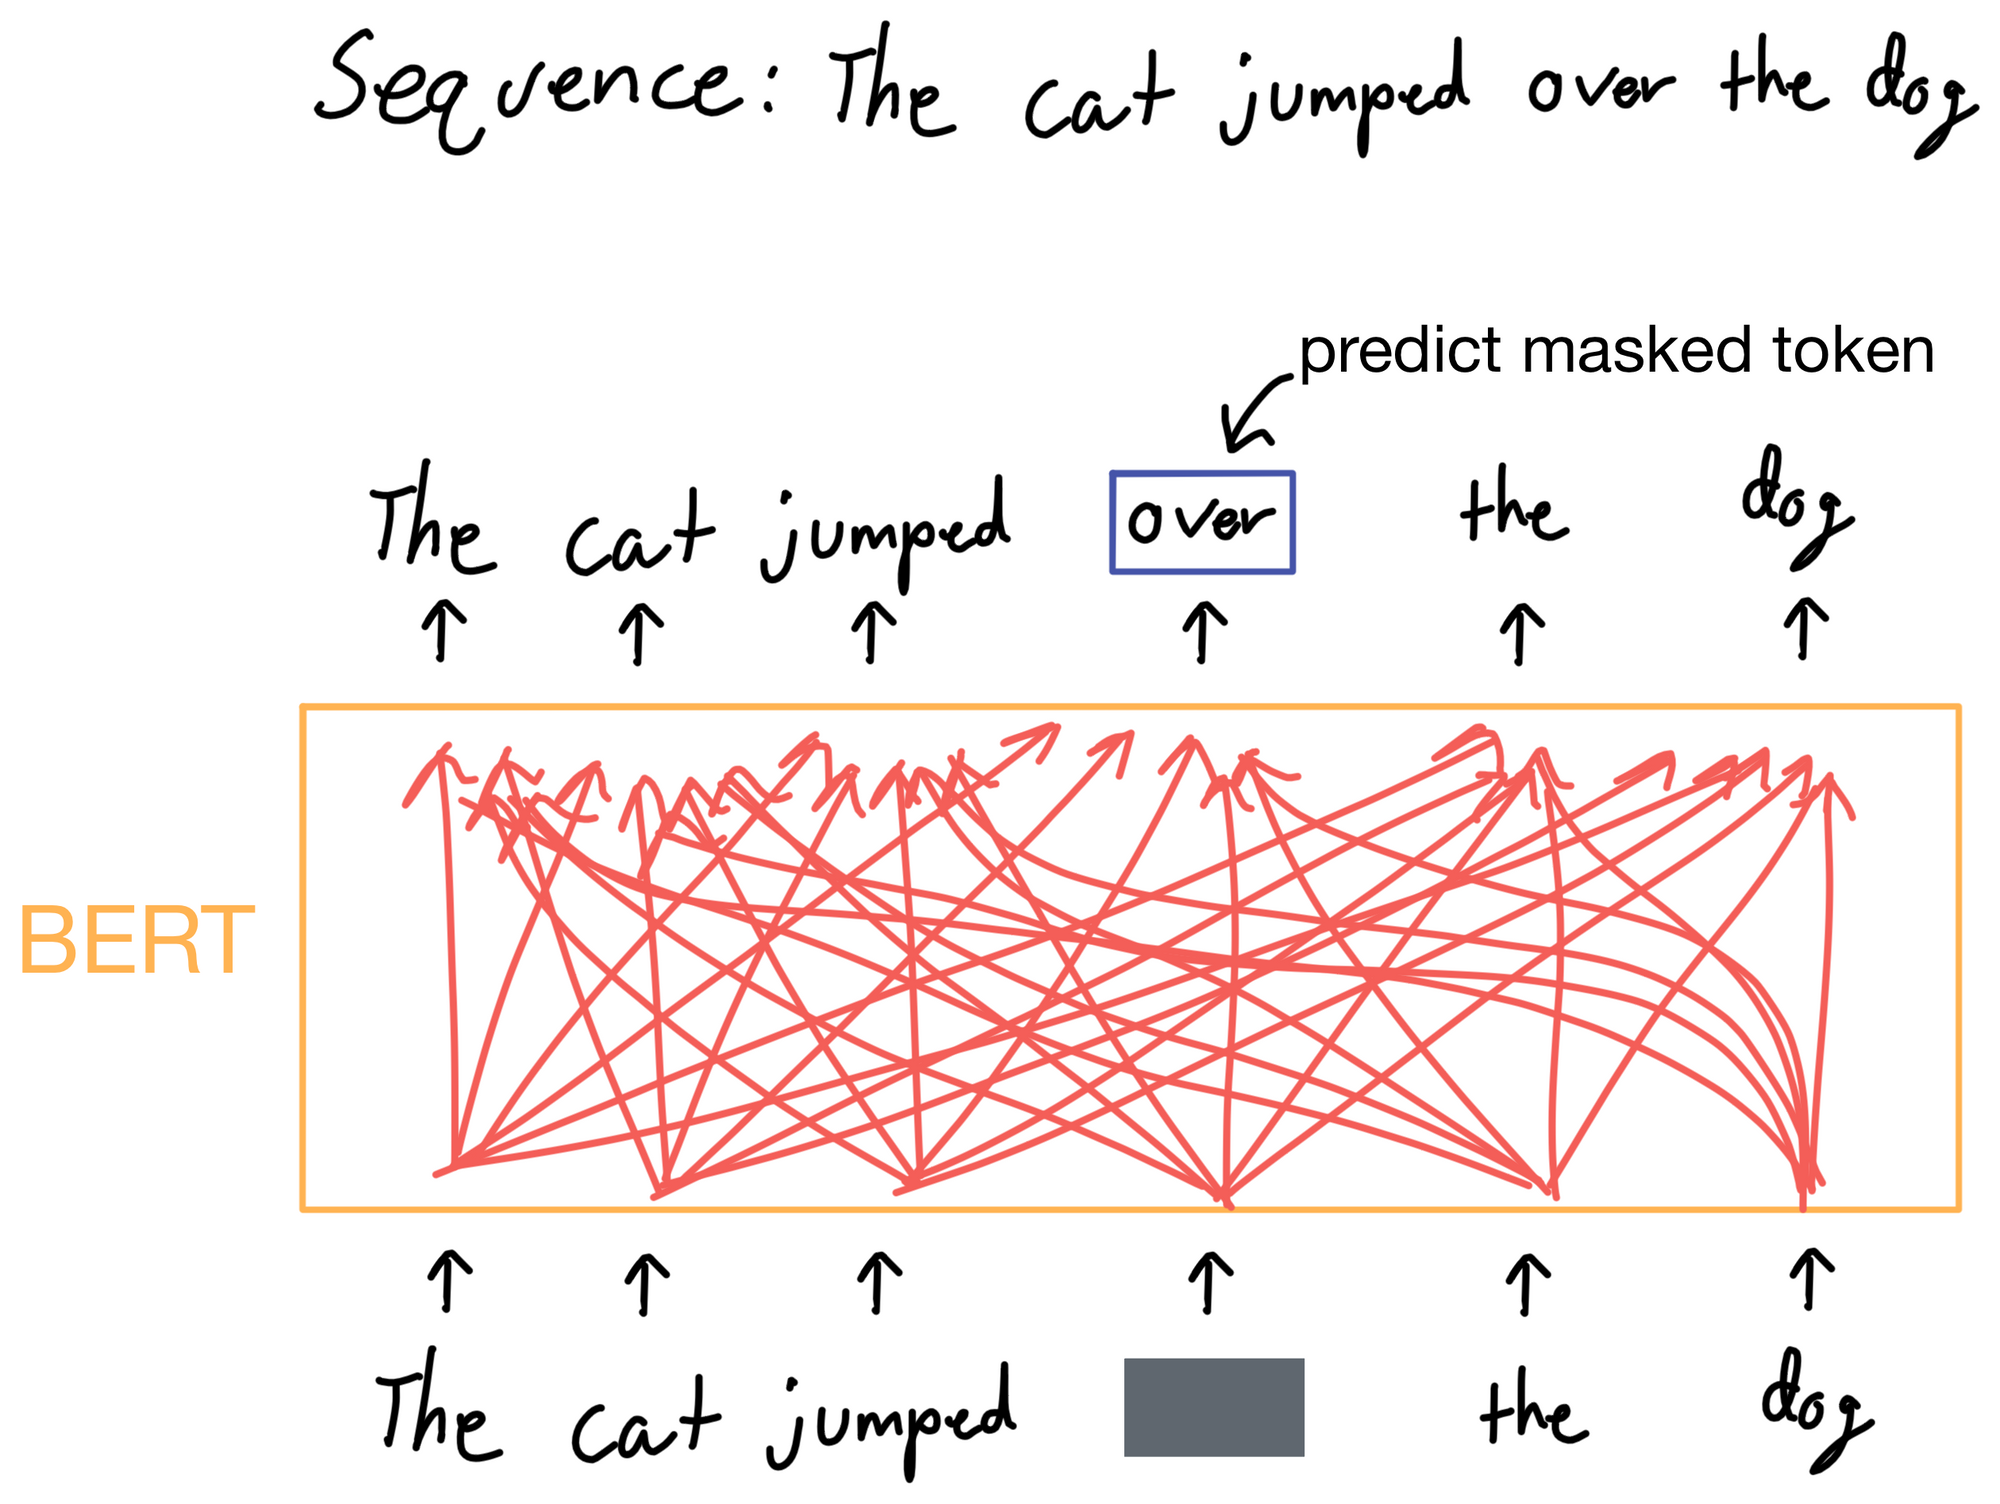 Sequence: The cat jumped over the dog
predict masked token
The cat jumped over the dog
BERT
The cat jumped the dog